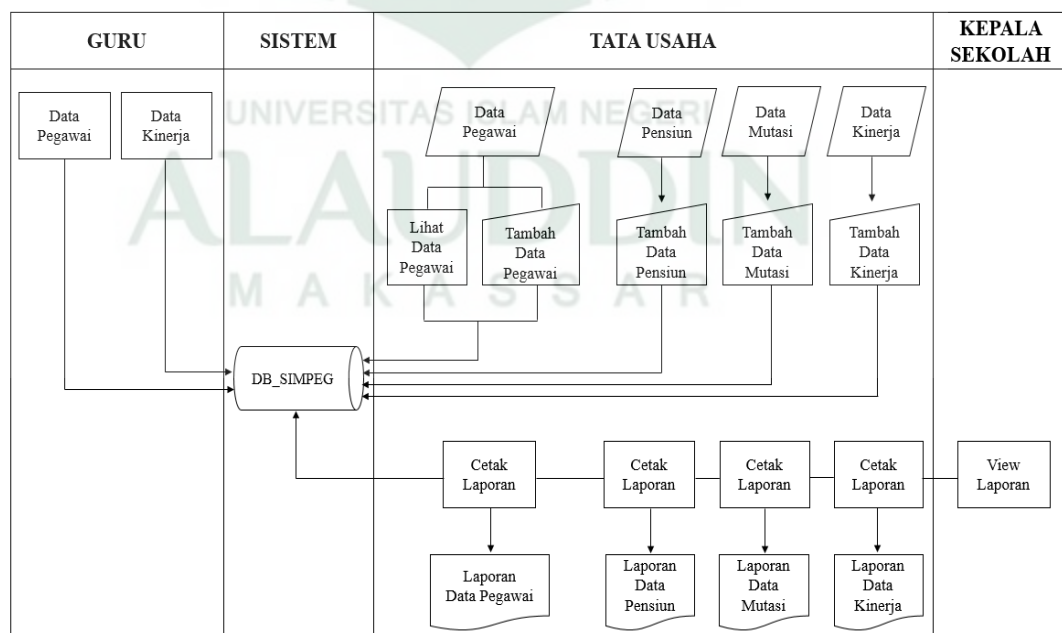 GURU
SISTEM
TATA USAHA
KEPALA
SEKOLAH
Data
Pegawai
Data
Kinerja
Data
Pegawai
Data
Pensiun
Data
Mutasi
Data
Kinerja
UNIVERSITAS ISLAM NEGERI
ALAUDDIN
MAKASSAR
Lihat
Data
Pegawai
Tambah
Data
Pegawai
Tambah
Data
Pensiun
Tambah
Data
Mutasi
Tambah
Data
Kinerja
DB_SIMPEG
Cetak
Laporan
Cetak
Laporan
Cetak
Laporan
Cetak
Laporan
View
Laporan
Laporan
Data Pegawai
Laporan
Data
Pensiun
Laporan
Data
Mutasi
Laporan
Data
Kinerja